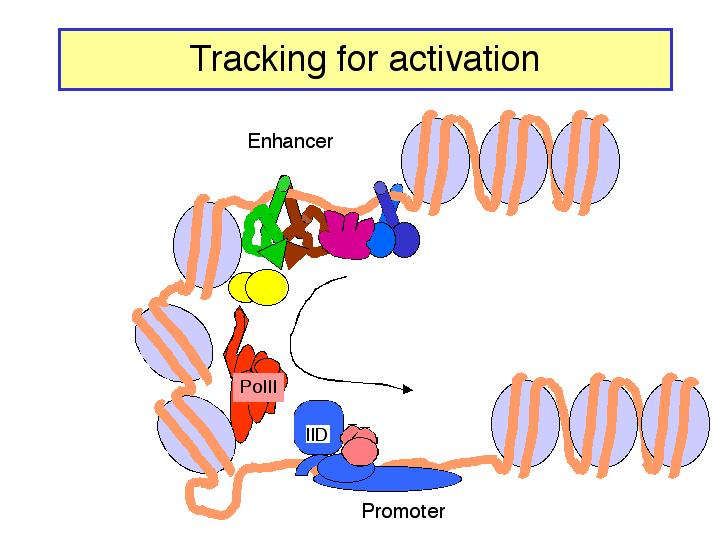 Tracking for activation
Enhancer
PolII
IID
Promoter